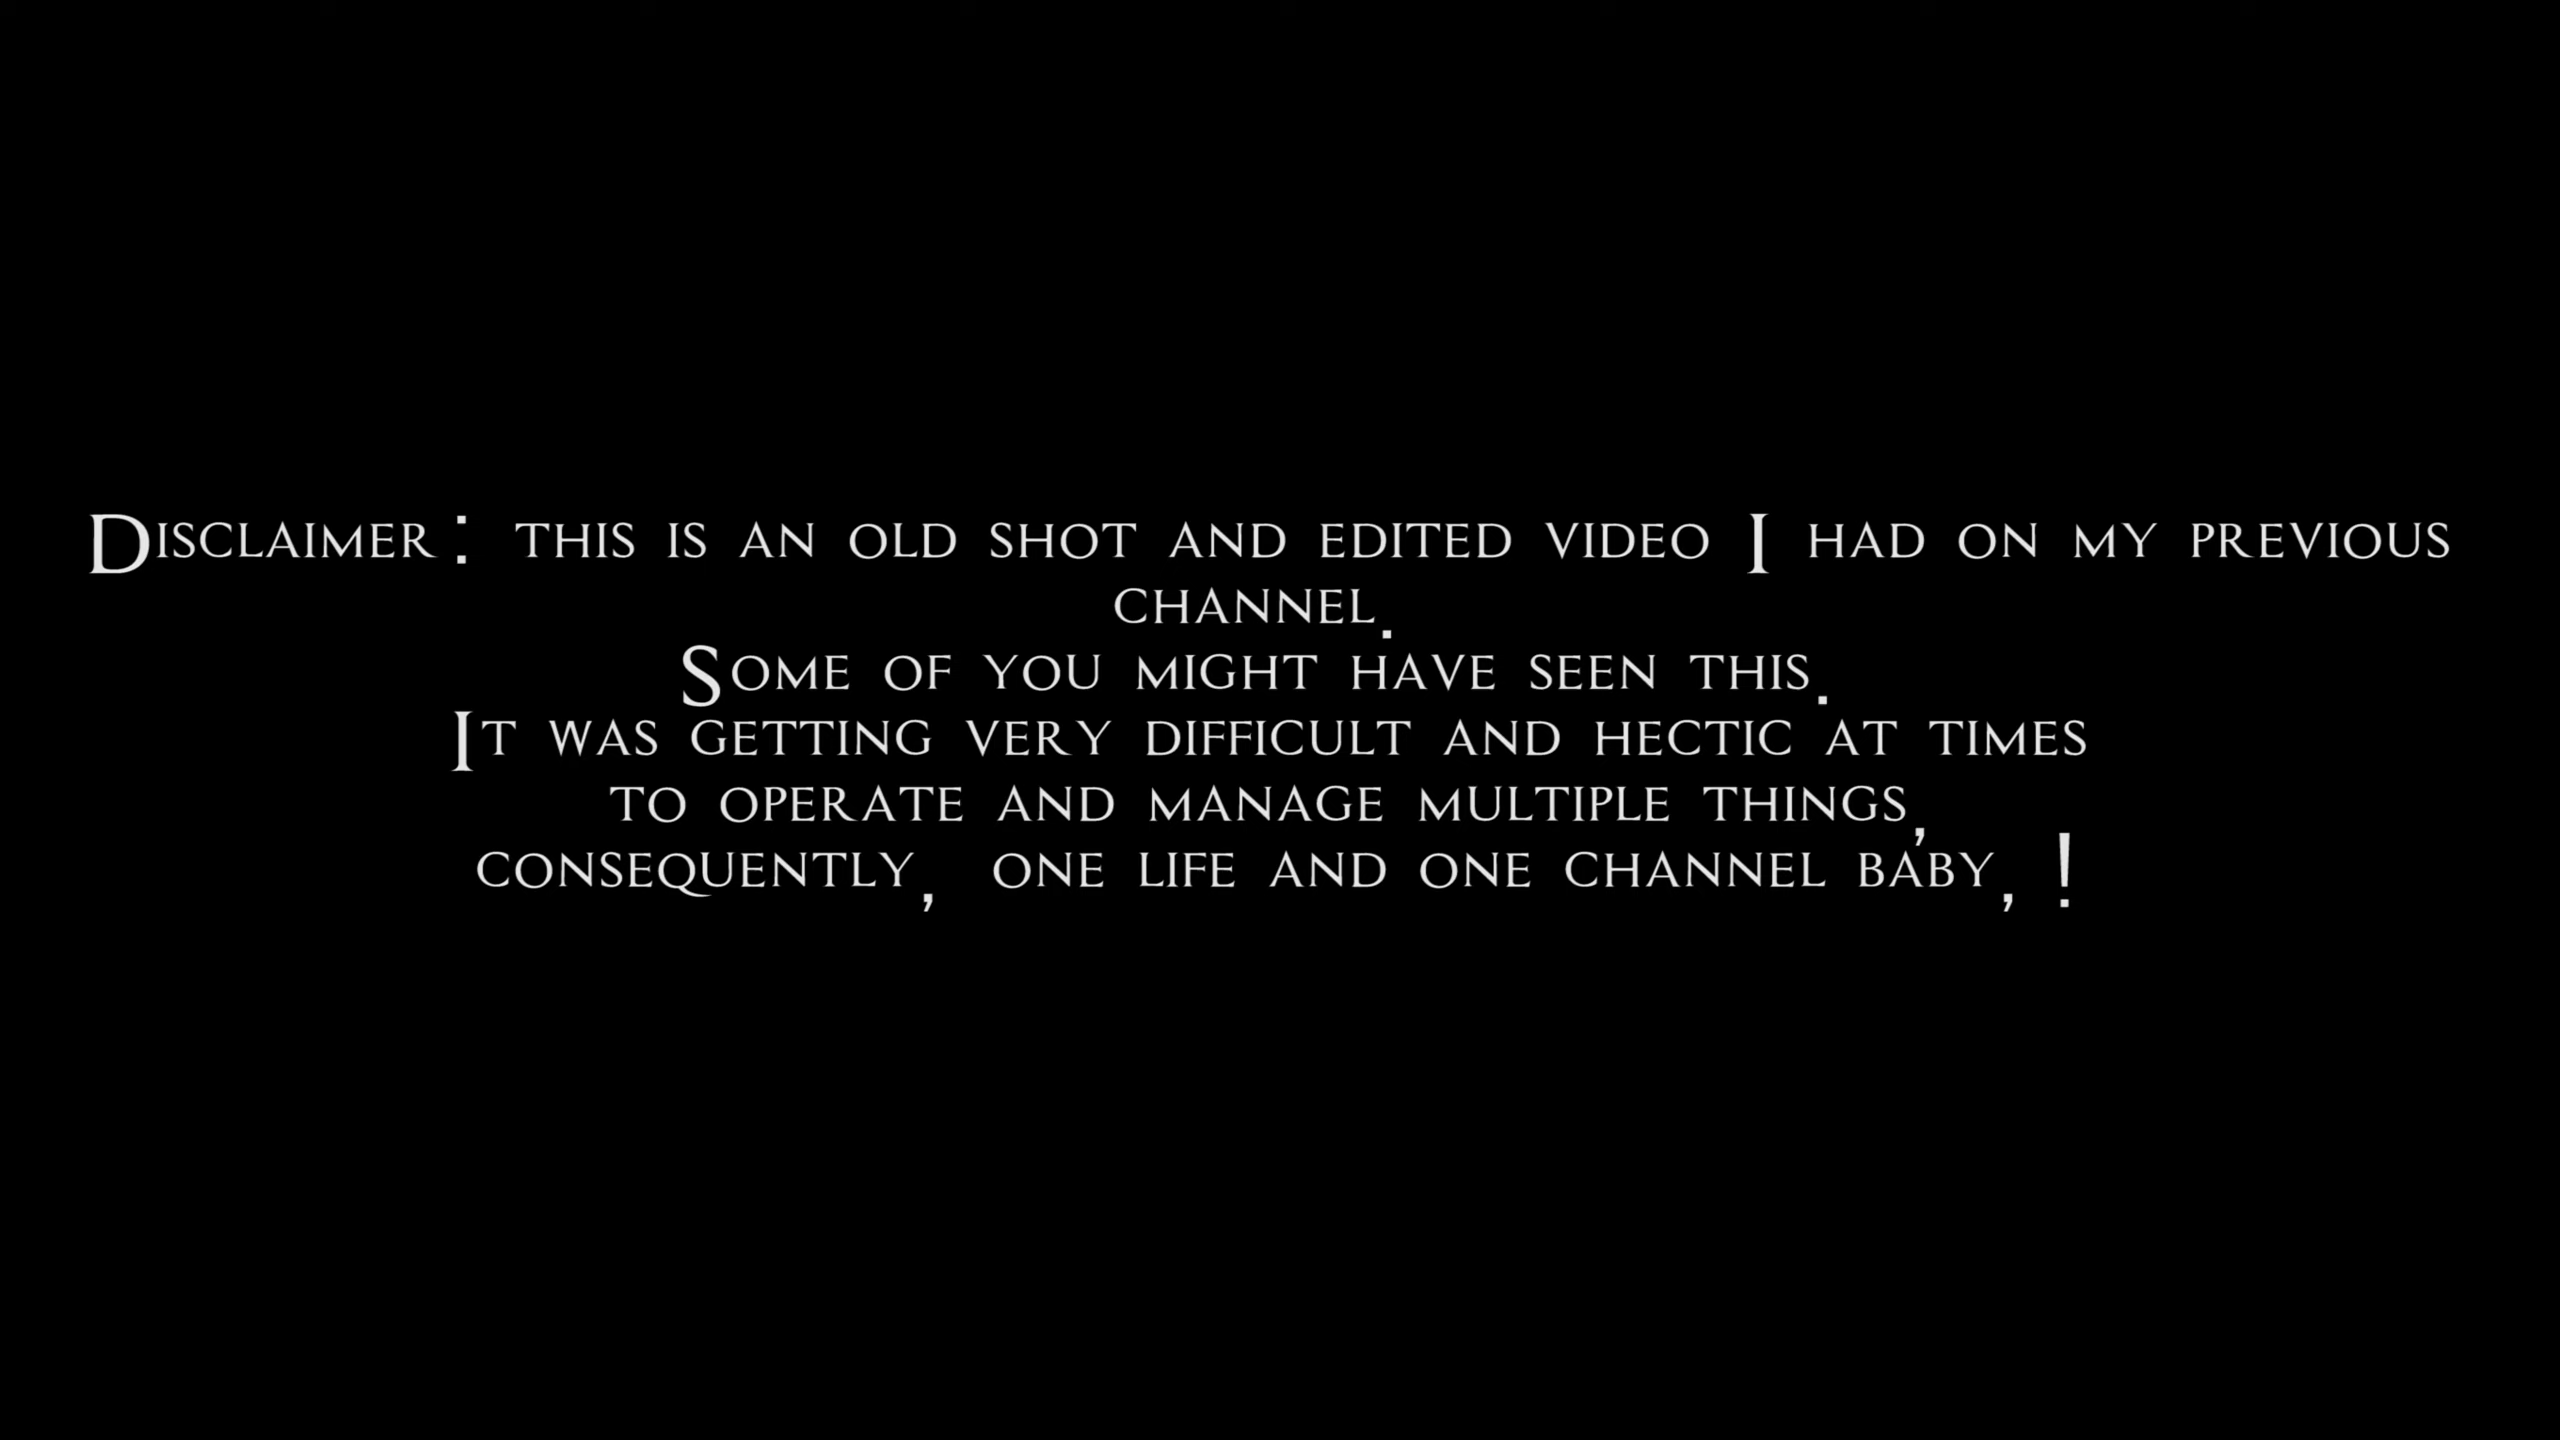 Disclaimer: this is an old shot and edited video I had on my previous
channel.
Some of you might have seen this.
It was getting very difficult and hectic at times
to operate and manage multiple things,
consequently, one life and one channel baby, !